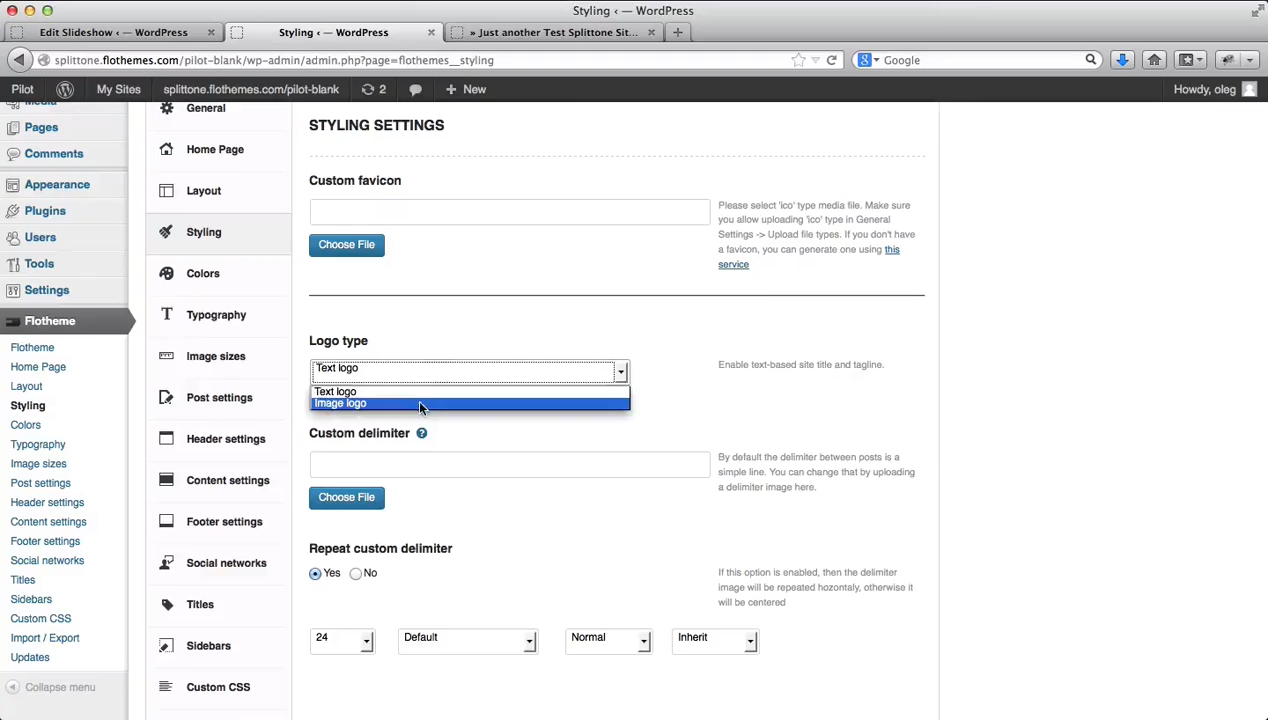 Styling ‹ — WordPress
Edit Slideshow ‹ — WordPress
Styling ‹ — WordPress
» Just another Test Splittone Sit...
splittone.flothemes.com/pilot-blank/wp-admin/admin.php?page=flothemes__styling
Google
Pilot
My Sites
splittone.flothemes.com/pilot-blank
2
New
Howdy, oleg
Media
Pages
Comments
Appearance
Plugins
Users
Tools
Settings
Flotheme
Flotheme
Home Page
Layout
Styling
Colors
Typography
Image sizes
Post settings
Header settings
Content settings
Footer settings
Social networks
Titles
Sidebars
Custom CSS
Import / Export
Updates
Collapse menu
General
Home Page
Layout
Styling
Colors
Typography
Image sizes
Post settings
Header settings
Content settings
Footer settings
Social networks
Titles
Sidebars
Custom CSS
STYLING SETTINGS
Custom favicon
Choose File
Please select 'ico' type media file. Make sure
you allow uploading 'ico' type in General
Settings -> Upload file types. If you don't have
a favicon, you can generate one using this
service
Logo type
Text logo
Text logo
Image logo
Enable text-based site title and tagline.
Custom delimiter ?
Choose File
By default the delimiter between posts is a
simple line. You can change that by uploading
a delimiter image here.
Repeat custom delimiter
Yes No
If this option is enabled, then the delimiter
image will be repeated hozontaly, otherwise it
will be centered
24 Default Normal Inherit